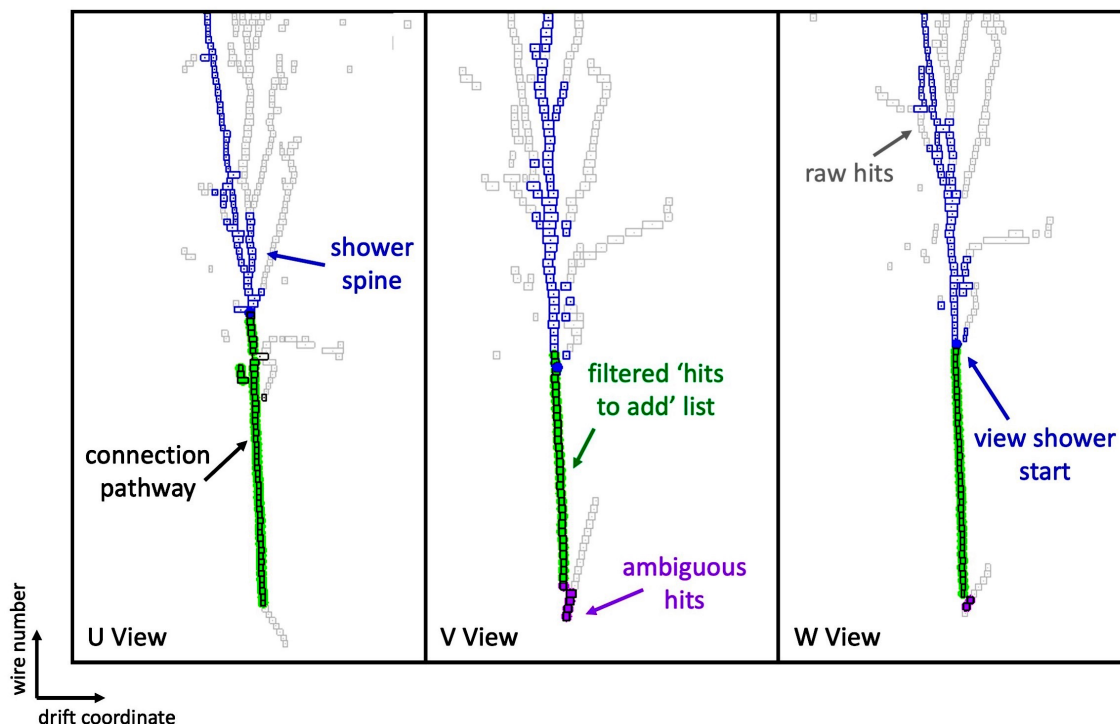 raw hits
shower
spine
filtered ‘hits
to add’ list
view shower
start
connection
pathway
ambiguous
hits
U View
V View
W View
wire number
drift coordinate